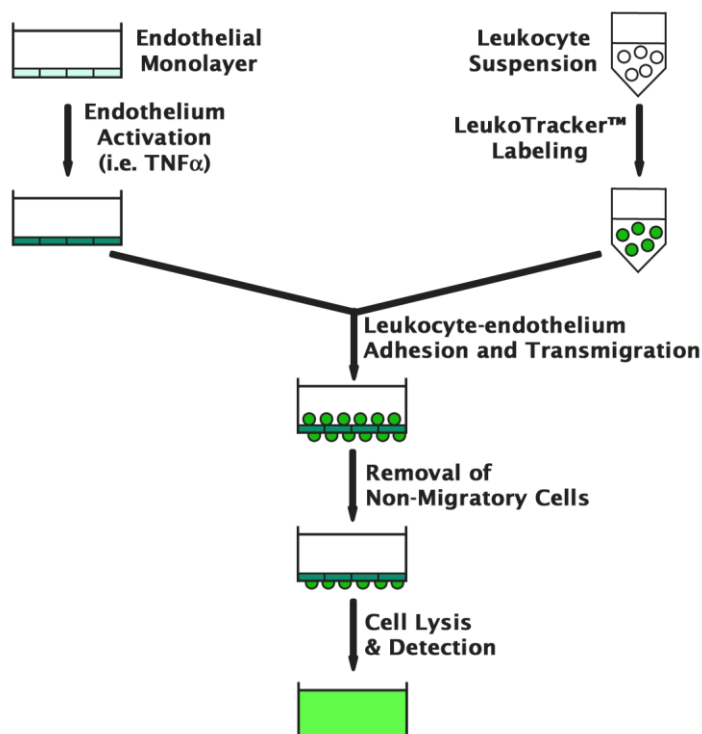 Endothelial
Monolayer
Leukocyte
Suspension
Endothelium
Activation
(i.e. TNFα)
LeukoTracker™
Labeling
Leukocyte-endothelium
Adhesion and Transmigration
Removal of
Non-Migratory Cells
Cell Lysis
& Detection